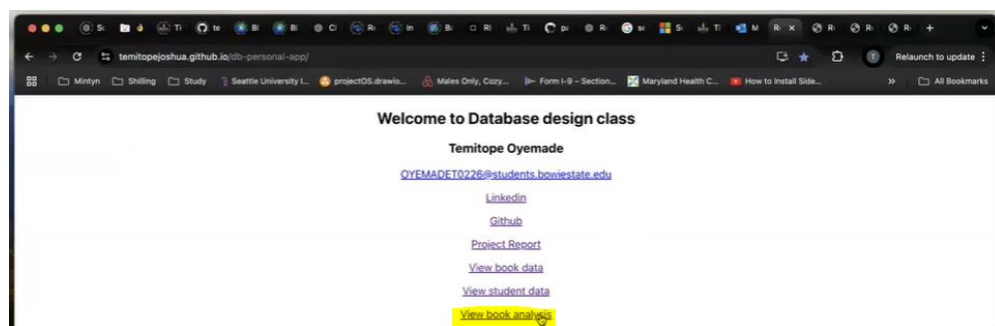 temitopejoshua.github.io/db-personal-app/
Relaunch to update
Mintyn
Shilling
Study
Seattle University I...
projectOS.drawio...
Males Only, Cozy...
Form I-9 – Section...
Maryland Health C...
How to Install Side...
»
All Bookmarks
Welcome to Database design class
Temitope Oyemade
OYEMADET0226@students.bowiestate.edu
Linkedin
Github
Project Report
View book data
View student data
View book analysis